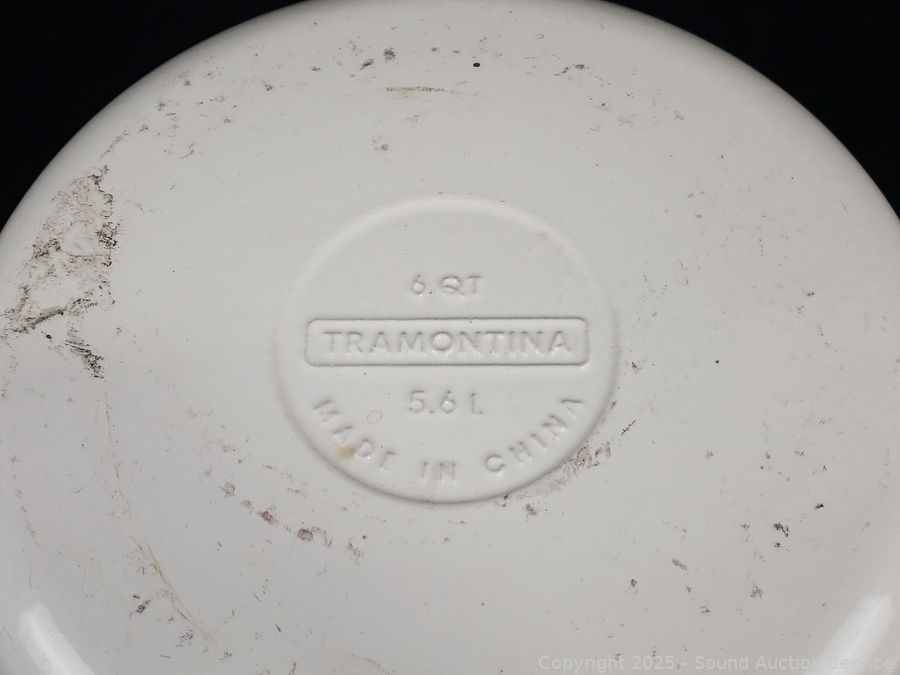 6 QT
TRAMONTINA
5.6 L
MADE IN CHINA
Copyright 2025 - Sound Auction Service